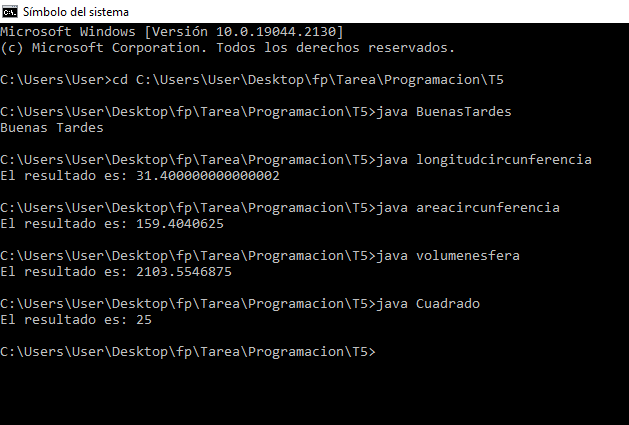 Símbolo del sistema
Microsoft Windows [Versión 10.0.19044.2130]
(c) Microsoft Corporation. Todos los derechos reservados.
C:\Users\User>cd C:\Users\User\Desktop\fp\Tarea\Programacion\T5
C:\Users\User\Desktop\fp\Tarea\Programacion\T5>java BuenasTardes
Buenas Tardes
C:\Users\User\Desktop\fp\Tarea\Programacion\T5>java longitudcircunferencia
El resultado es: 31.400000000000002
C:\Users\User\Desktop\fp\Tarea\Programacion\T5>java areacircunferencia
El resultado es: 159.4040625
C:\Users\User\Desktop\fp\Tarea\Programacion\T5>java volumenesfera
El resultado es: 2103.5546875
C:\Users\User\Desktop\fp\Tarea\Programacion\T5>java Cuadrado
El resultado es: 25
C:\Users\User\Desktop\fp\Tarea\Programacion\T5>